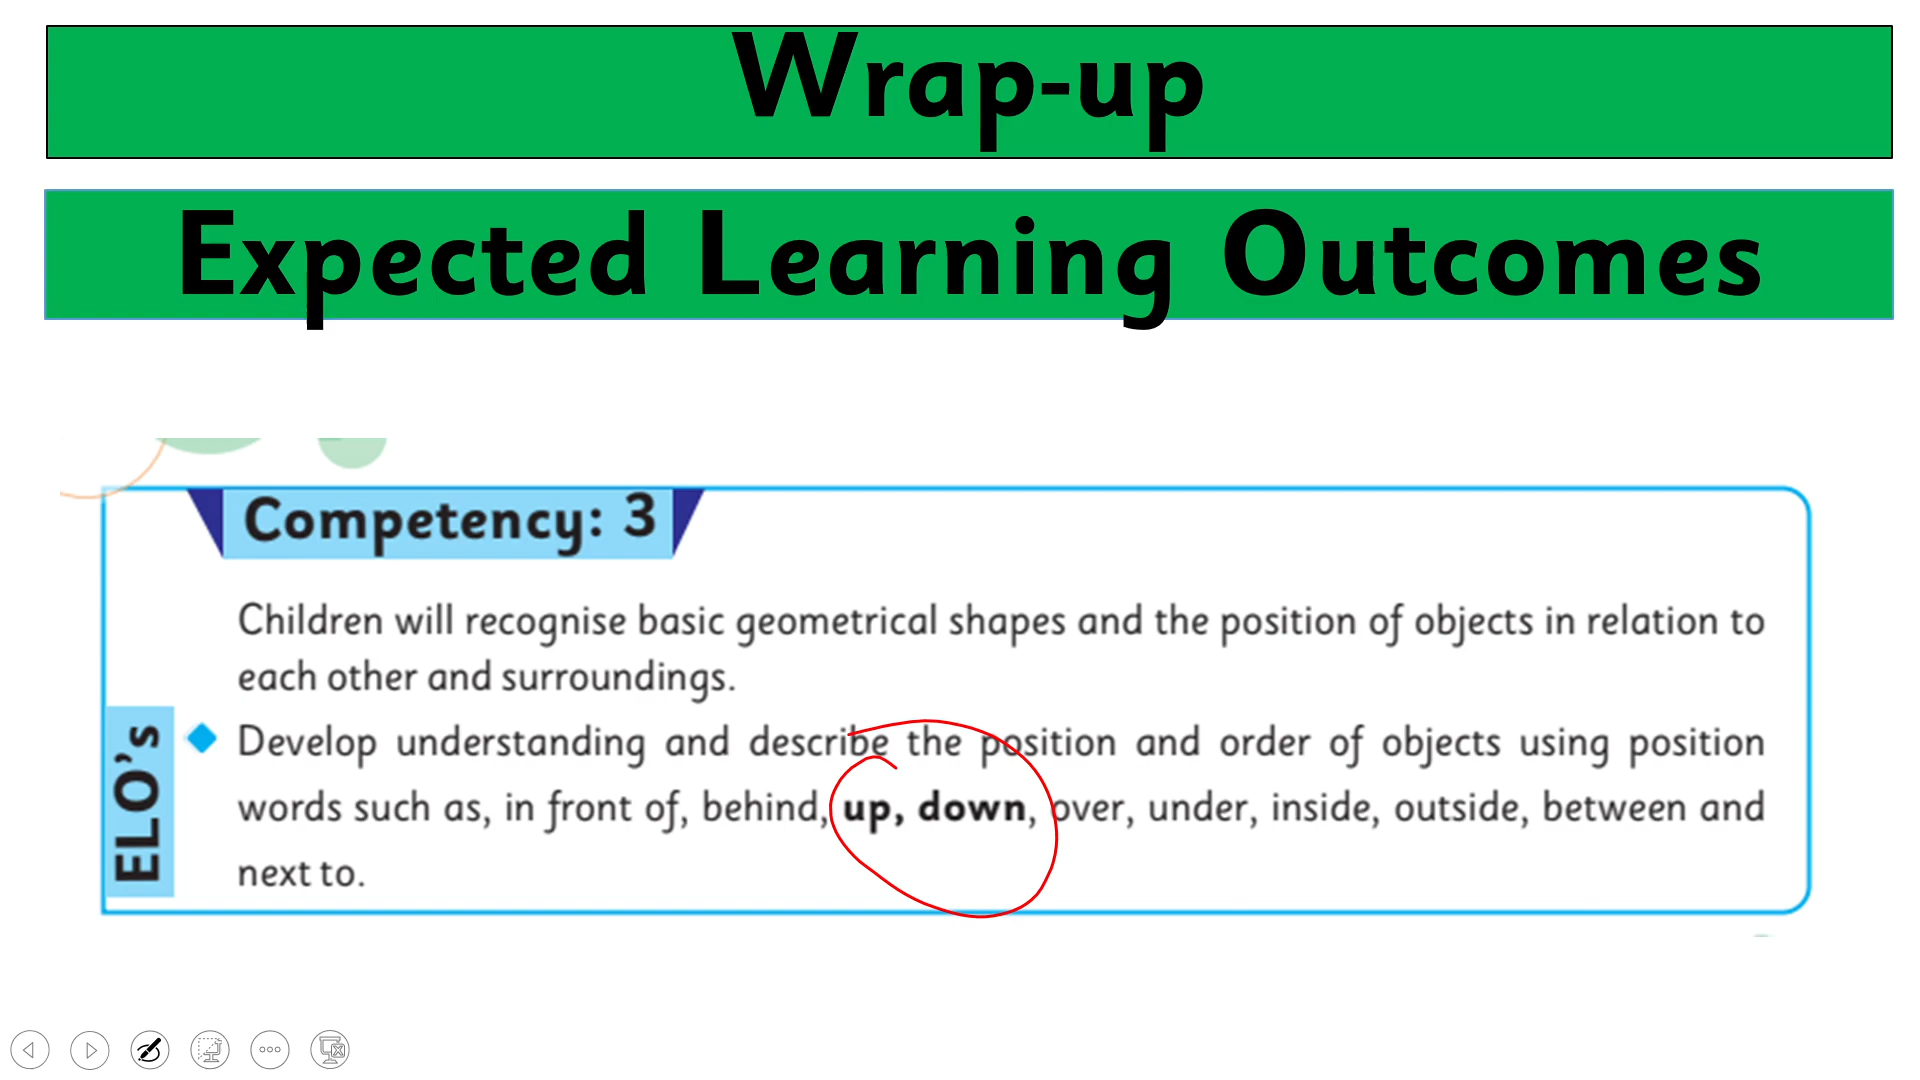 Wrap-up
Expected Learning Outcomes
Competency: 3
Children will recognise basic geometrical shapes and the position of objects in relation to
each other and surroundings.
ELO's
Develop understanding and describe the position and order of objects using position
words such as, in front of, behind, up, down, over, under, inside, outside, between and
next to.